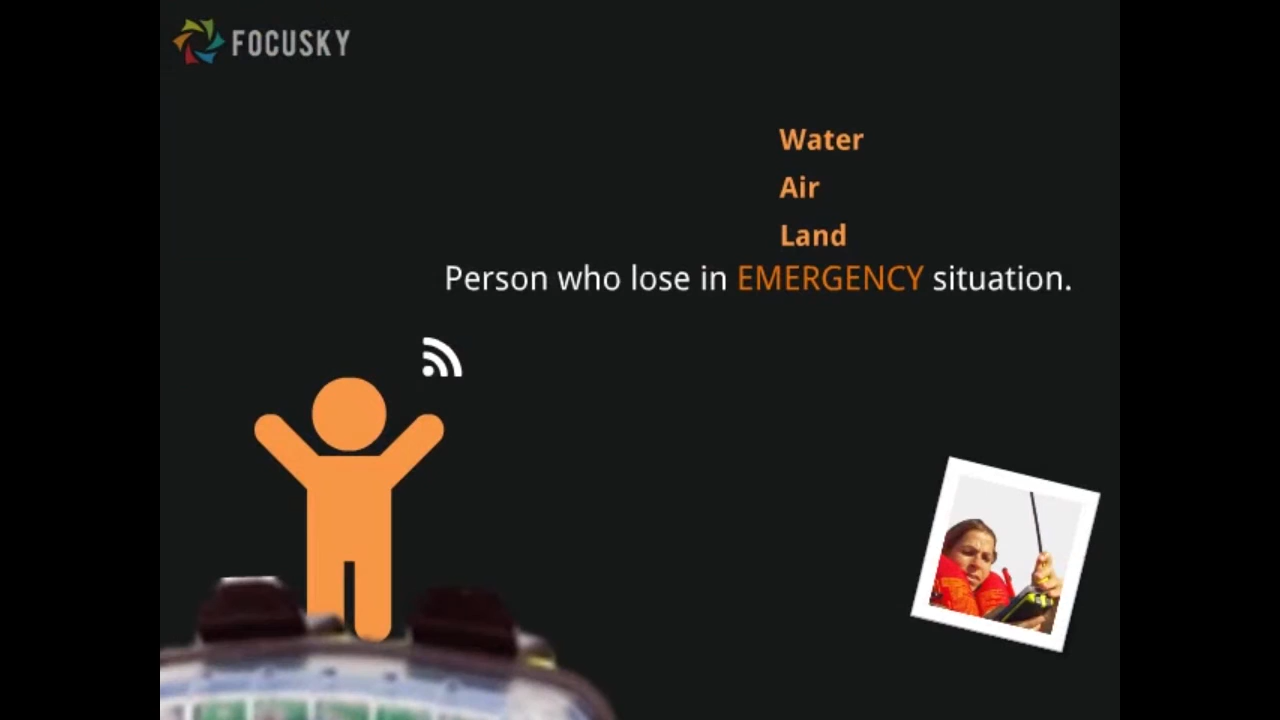 FOCUSKY
Water
Air
Land
Person who lose in EMERGENCY situation.